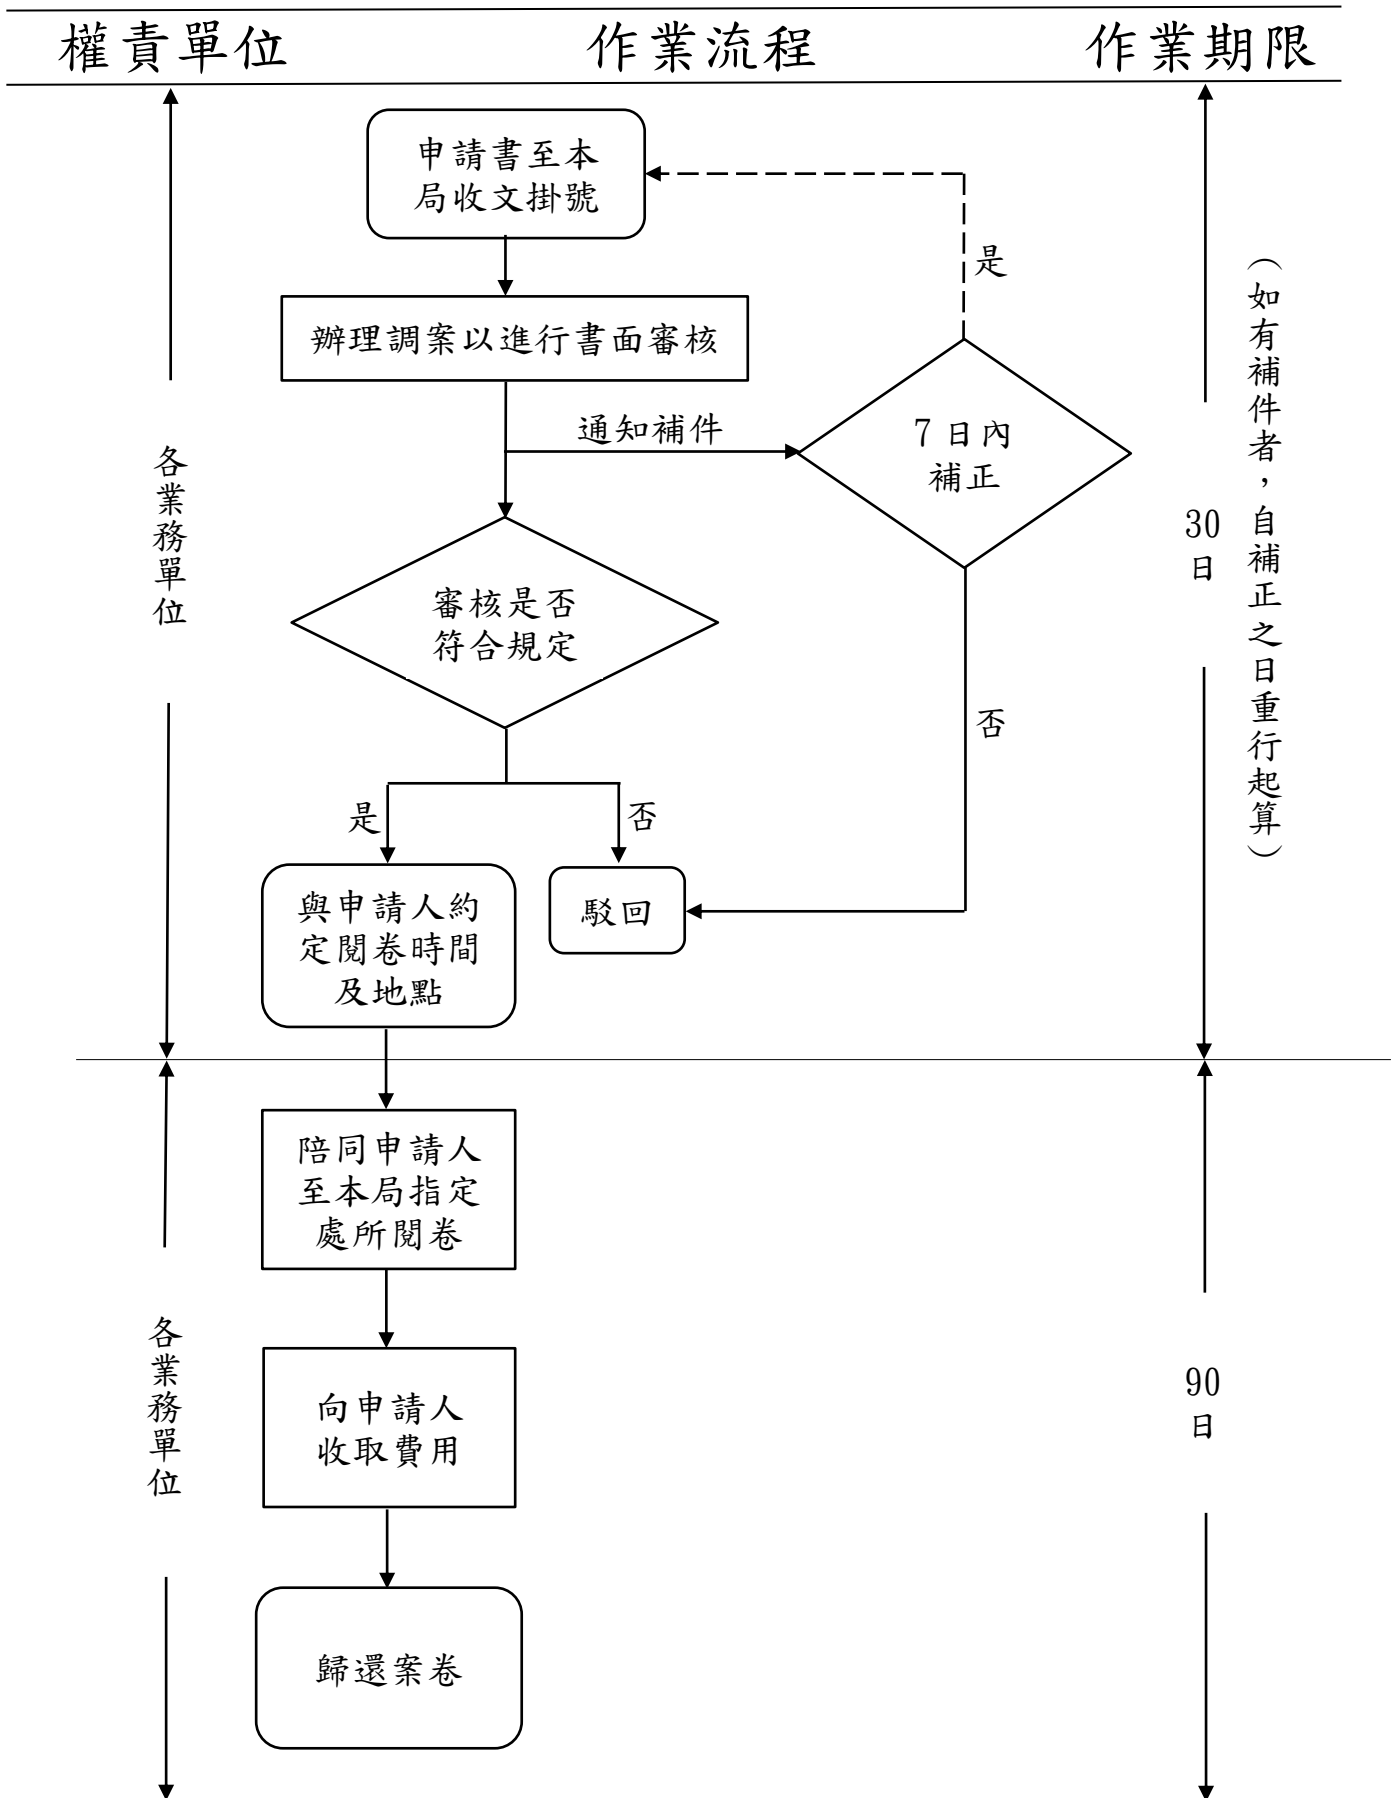 權責單位 作業流程 作業期限
申請書至本
局收文掛號
是
辦理調案以進行書面審核
通知補件
7日內
補正
各業務單位
30
日
（如有補件者，自補正之日重行起算）
審核是否
符合規定
否
是
否
與申請人約
定閱卷時間
及地點
駁回
陪同申請人
至本局指定
處所閱卷
各業務單位
90
日
向申請人
收取費用
歸還案卷